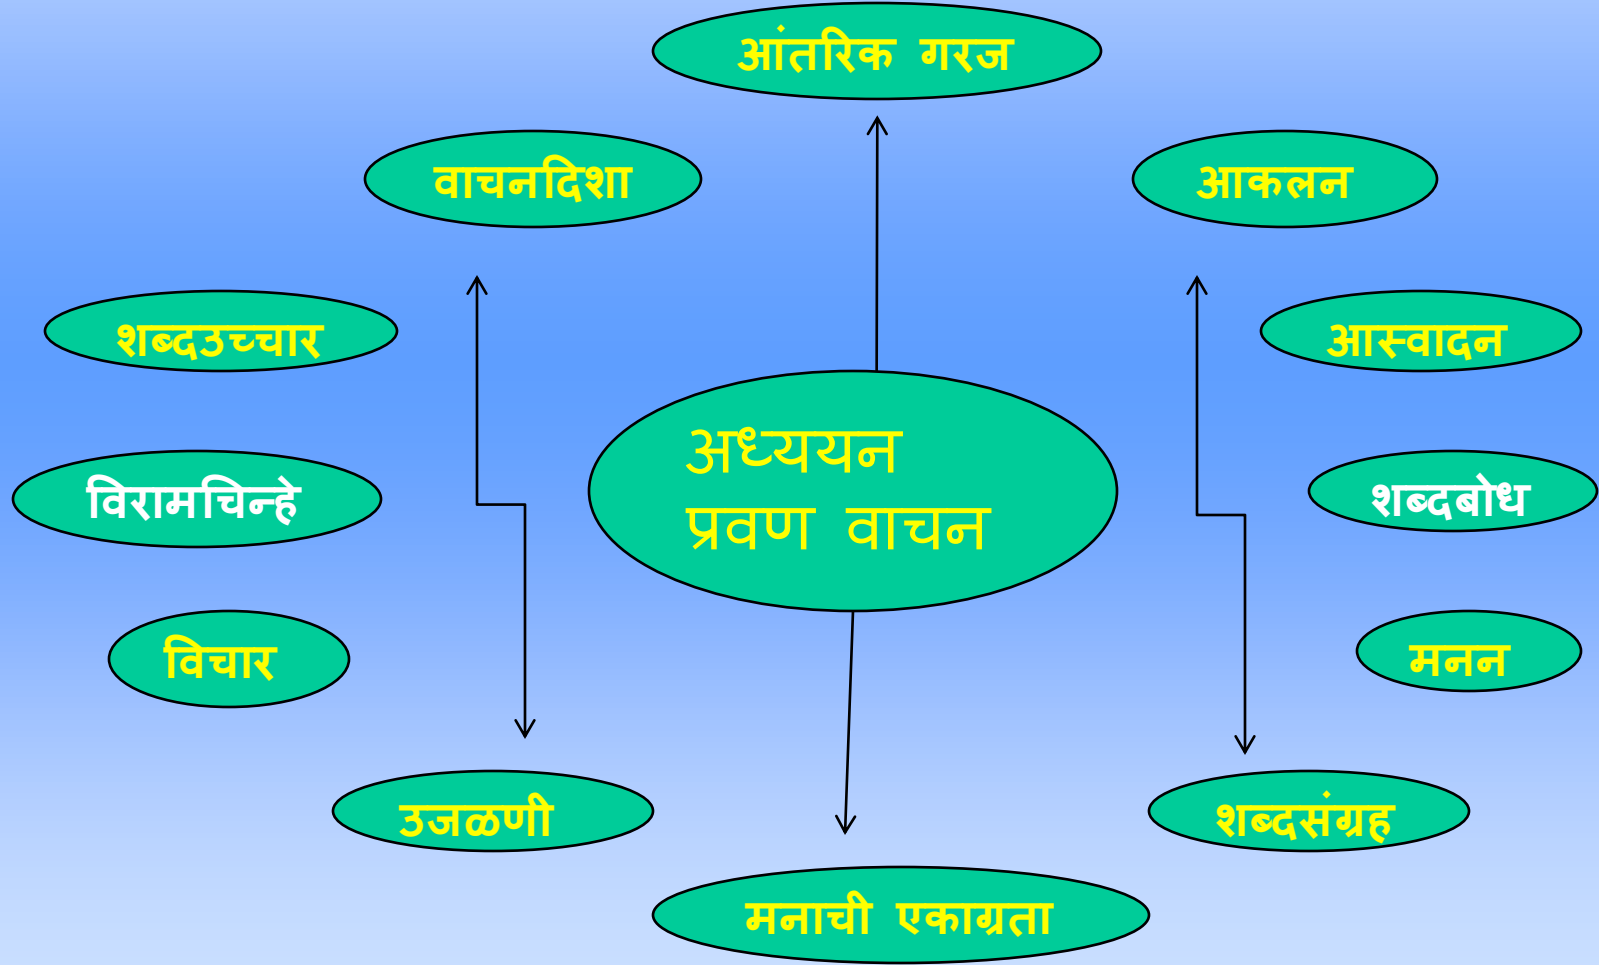 आंतरिक गरज
वाचनदिशा
आकलन
शब्दउच्चार
आस्वादन
अध्ययन
प्रवण वाचन
विरामचिन्हे
शब्दबोध
विचार
मनन
उजळणी
शब्दसंग्रह
मनाची एकाग्रता